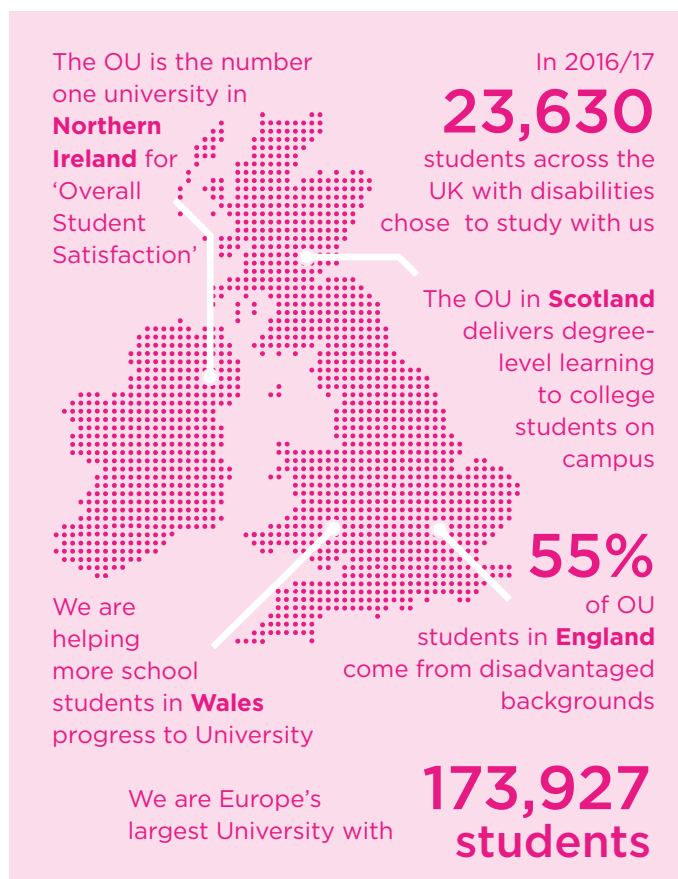 The OU is the number
one university in
Northern
Ireland for
‘Overall
Student
Satisfaction’
In 2016/17
23,630
students across the
UK with disabilities
chose  to study with us
The OU in Scotland
delivers degree-
level learning
to college
students on
campus
55%
of OU
students in England
come from disadvantaged
backgrounds
We are
helping
more school
students in Wales
progress to University
We are Europe’s
largest University with
173,927
students